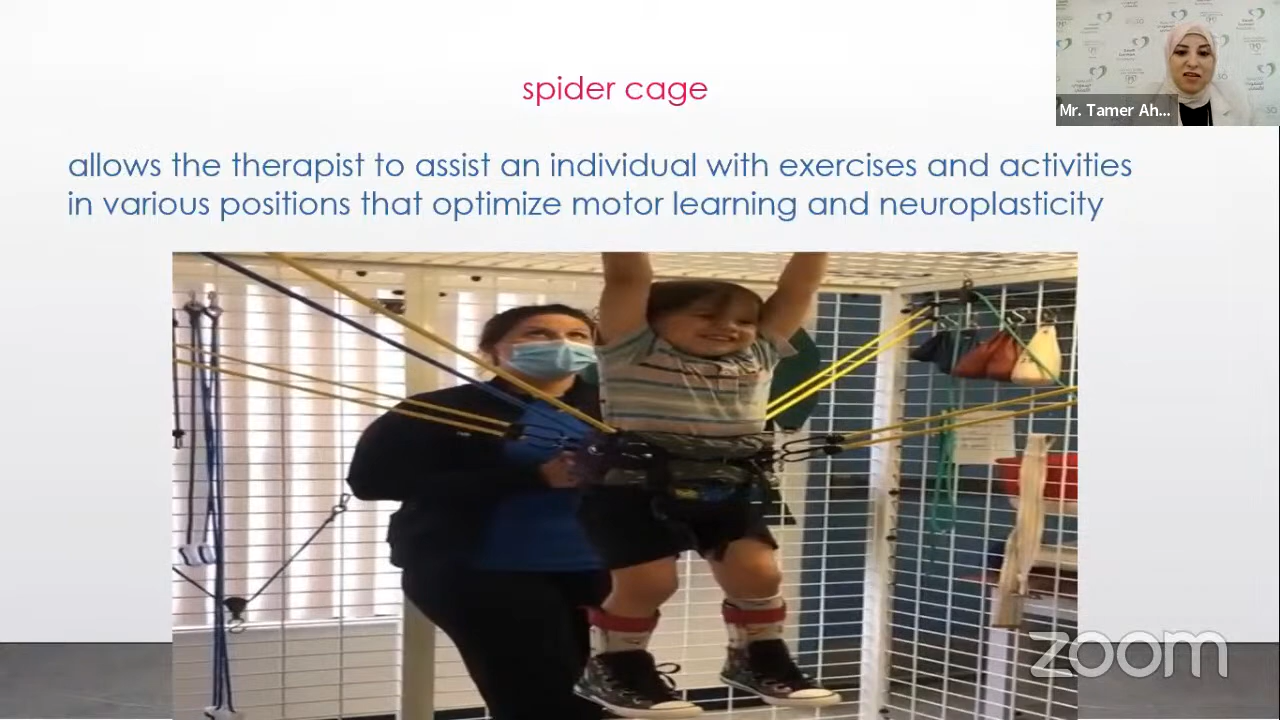 spider cage
Mr. Tamer Ah...
allows the therapist to assist an individual with exercises and activities
in various positions that optimize motor learning and neuroplasticity
zoom